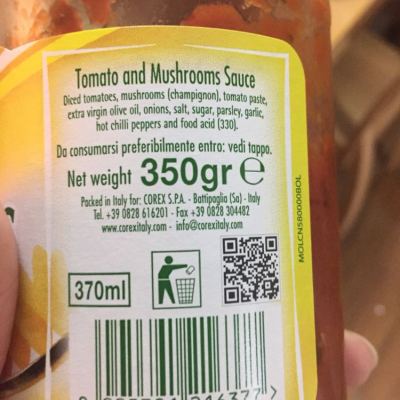 Tomato and Mushrooms Sauce
Diced tomatoes, mushrooms (champignon), tomato paste,
extra virgin olive oil, onions, salt, sugar, parsley, garlic,
hot chilli peppers and food acid (330).
Da consumarsi preferibilmente entro: vedi tappo.
Net weight 350gr ℮
Packed in Italy for: COREX S.P.A. - Battipaglia (Sa) - Italy
Tel. +39 0828 616201 - Fax +39 0828 304482
www.corexitaly.com - info@corexitaly.com
370ml
MOLCNS80000BOL